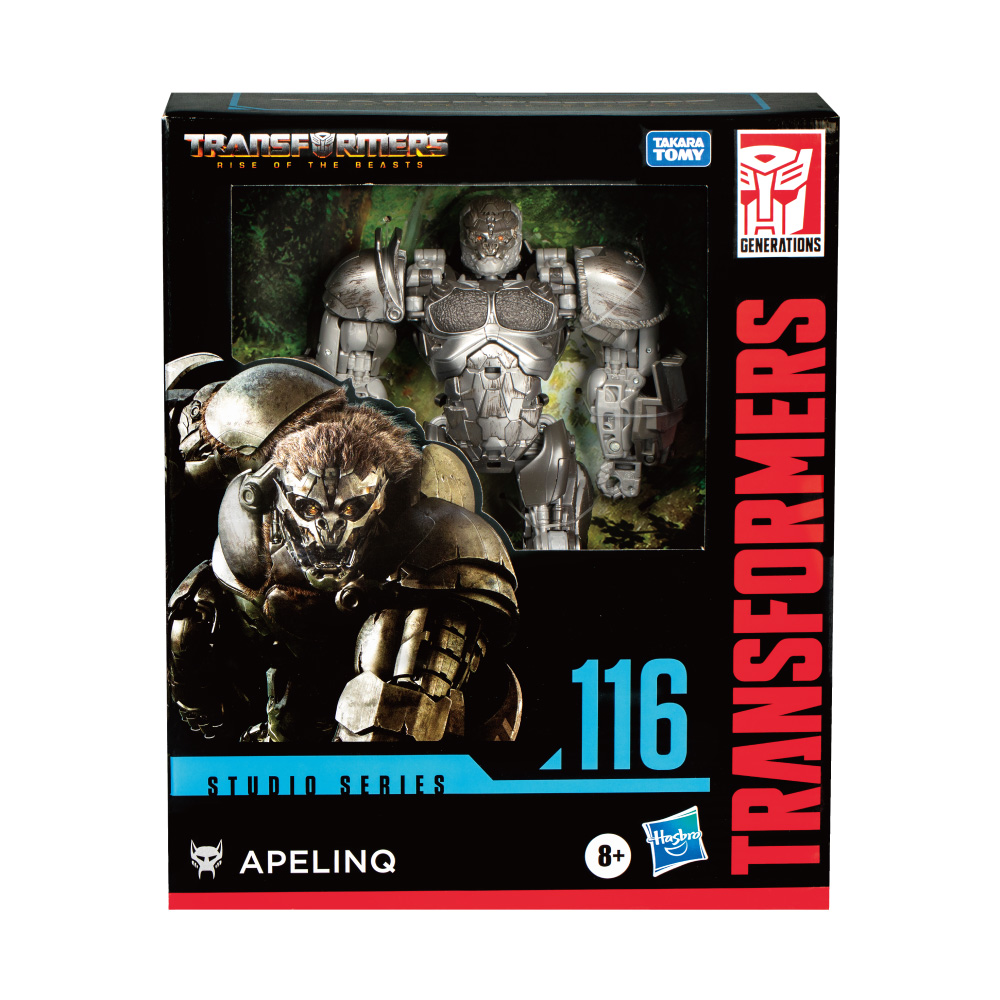 TRANSFORMERS
RISE OF THE BEASTS
TAKARA
TOMY
GENERATIONS
TRANSFORMERS
116
STUDIO SERIES
APELINQ
8+
Hasbro